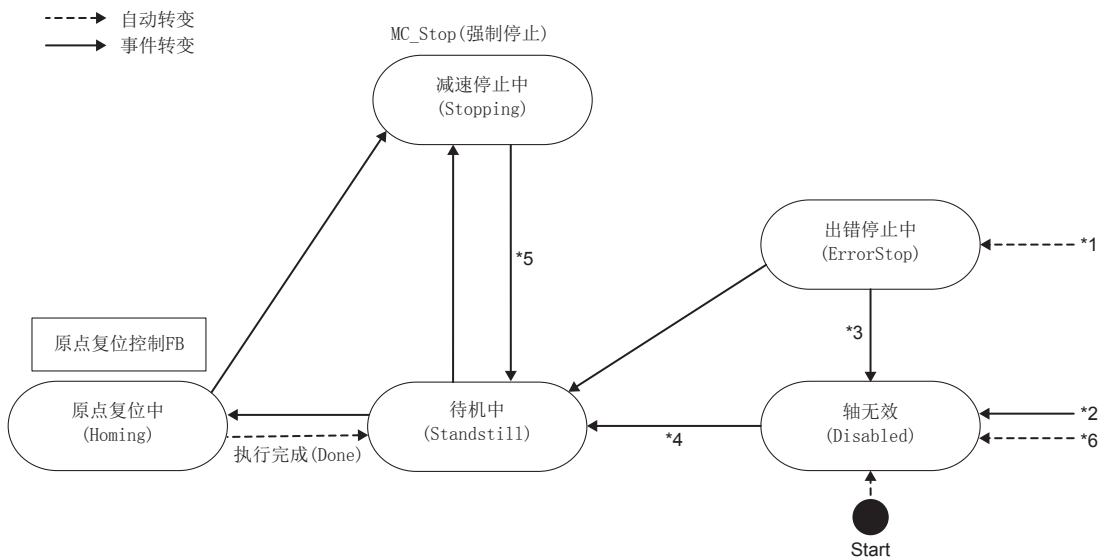 自动转变
事件转变
MC_Stop(强制停止)
减速停止中
(Stopping)
出错停止中
(ErrorStop)
*1
*5
*3
原点复位控制FB
原点复位中
(Homing)
待机中
(Standstill)
轴无效
(Disabled)
*2
*4
*6
执行完成(Done)
Start